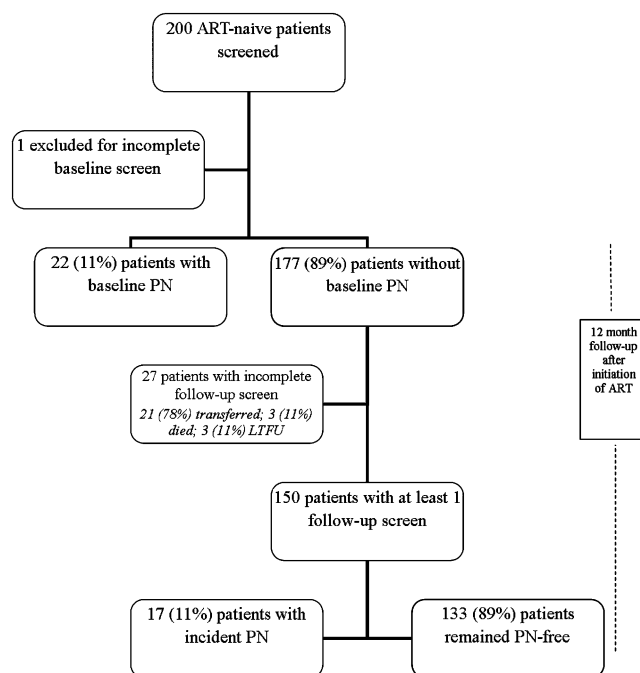 200 ART-naive patients
screened
1 excluded for incomplete
baseline screen
22 (11%) patients with
baseline PN
177 (89%) patients without
baseline PN
12 month
follow-up
after
initiation
of ART
27 patients with incomplete
follow-up screen
21 (78%) transferred; 3 (11%)
died; 3 (11%) LTFU
150 patients with at least 1
follow-up screen
17 (11%) patients with
incident PN
133 (89%) patients
remained PN-free